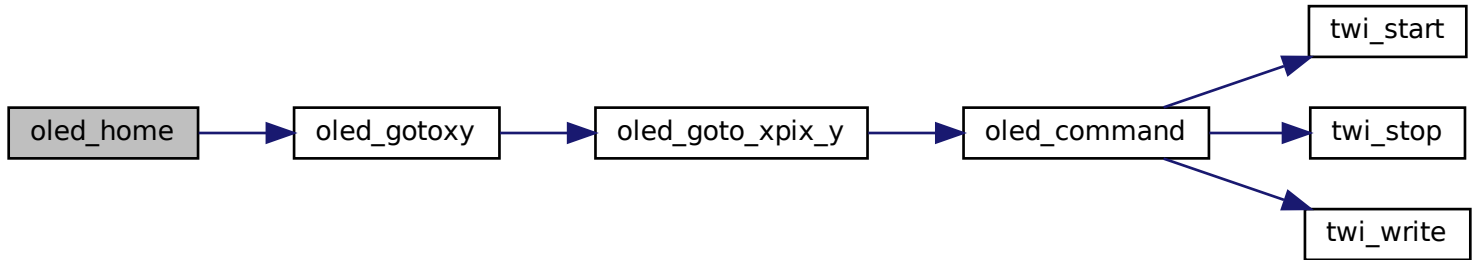 twi_start
oled_home
oled_gotoxy
oled_goto_xpix_y
oled_command
twi_stop
twi_write